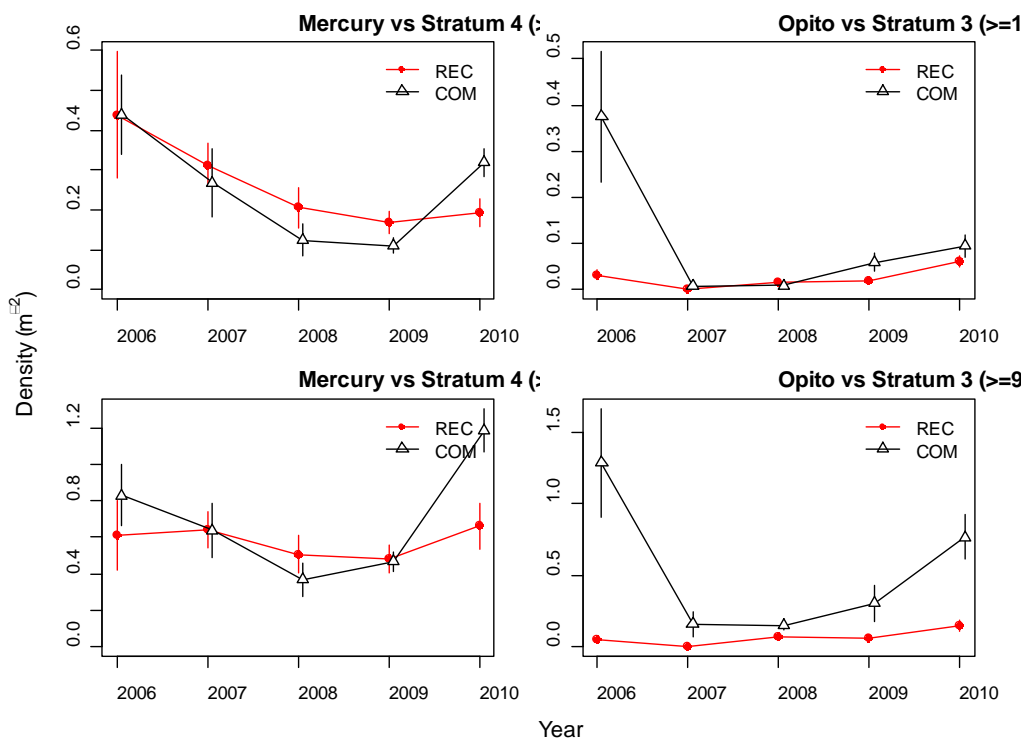 Mercury vs Stratum 4 (>
0.6
0.4
0.2
0.0
REC
COM
2006 2007 2008 2009 2010
Opito vs Stratum 3 (>=1
0.5
0.4
0.3
0.2
0.1
0.0
REC
COM
2006 2007 2008 2009 2010
Density (m-2)
Mercury vs Stratum 4 (>
1.2
0.8
0.4
0.0
REC
COM
2006 2007 2008 2009 2010
Opito vs Stratum 3 (>=9
1.5
1.0
0.5
0.0
REC
COM
2006 2007 2008 2009 2010
Year